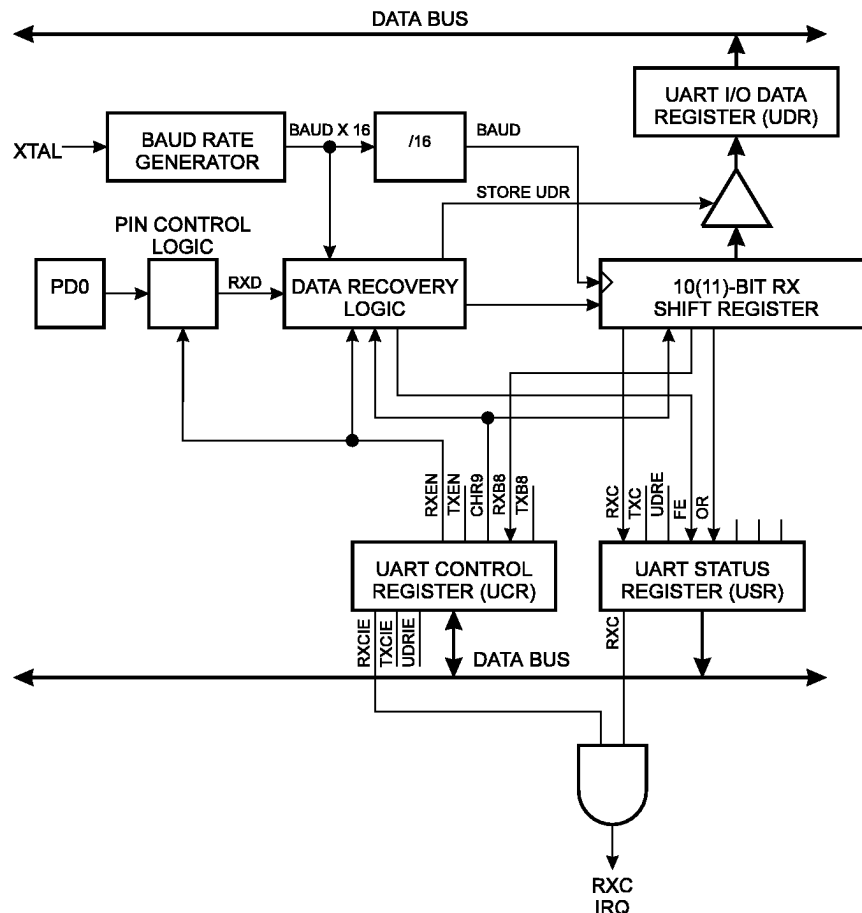 DATA BUS
UART I/O DATA
REGISTER (UDR)
XTAL
BAUD RATE
GENERATOR
BAUD X 16
/16
BAUD
STORE UDR
PIN CONTROL
LOGIC
PD0
RXD
DATA RECOVERY
LOGIC
10(11)-BIT RX
SHIFT REGISTER
RXEN
TXEN
CHR9
RXB8
TXB8
RXC
TXC
UDRE
FE
OR
UART CONTROL
REGISTER (UCR)
UART STATUS
REGISTER (USR)
RXCIE
TXCIE
UDRIE
RXC
DATA BUS
RXC
IRQ